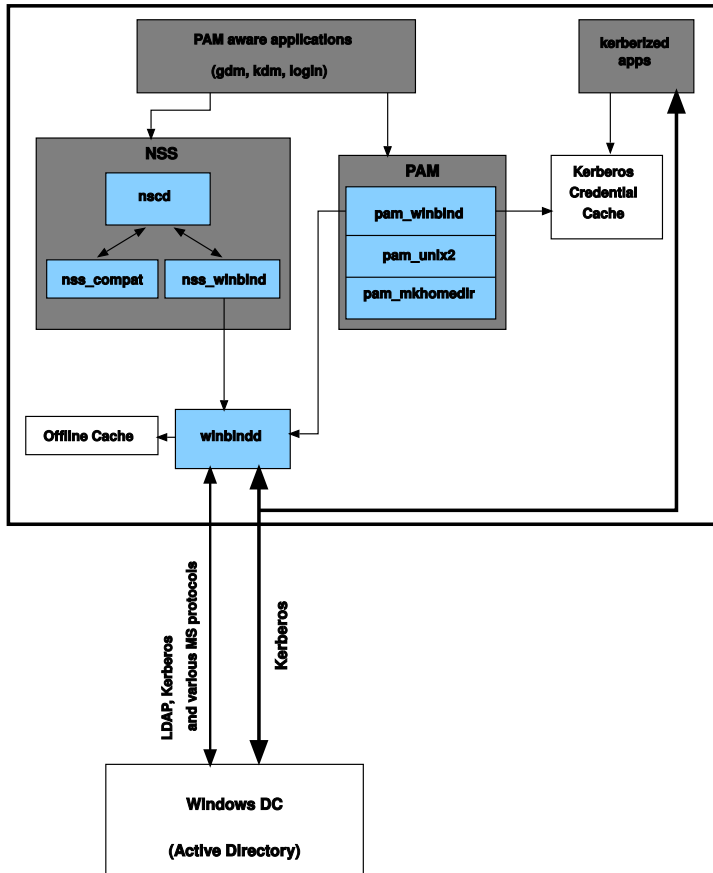 PAM aware applications
(gdm, kdm, login)
kerberized
apps
NSS
nscd
nss_compat
nss_winbind
PAM
pam_winbind
pam_unix2
pam_mkhomedir
Kerberos
Credential
Cache
Offline Cache
winbindd
LDAP, Kerberos
and various MS protocols
Kerberos
Windows DC
(Active Directory)